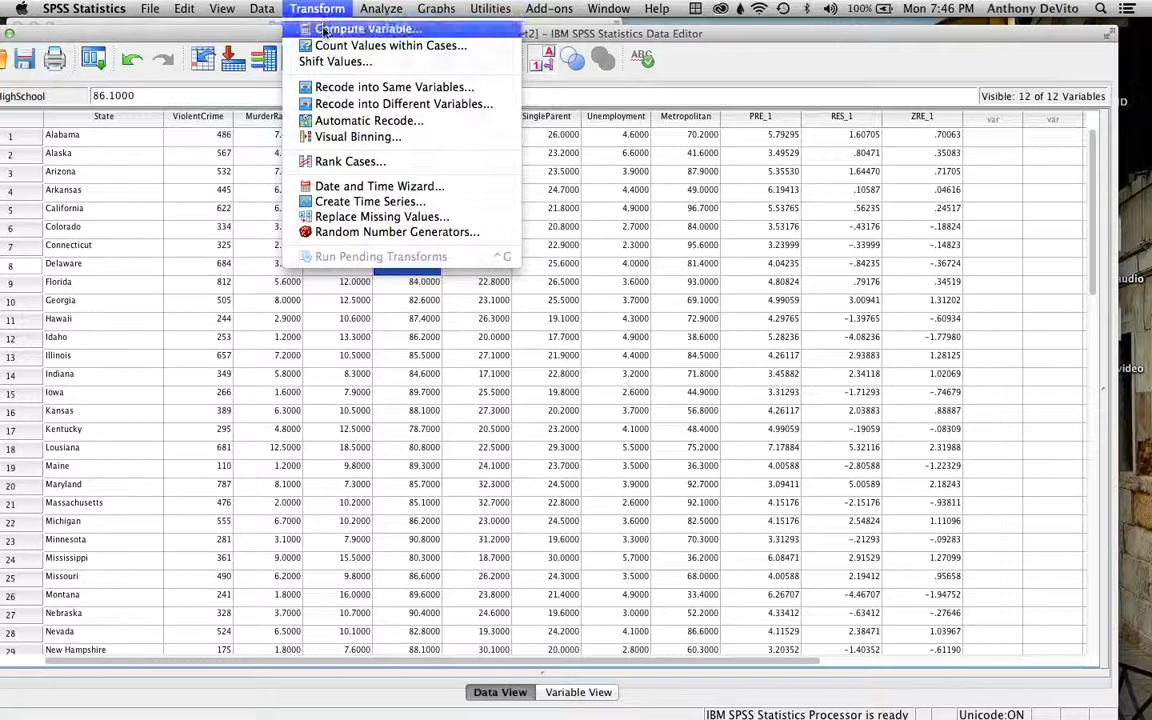 SPSS Statistics File Edit View Data Transform Analyze Graphs Utilities Add-ons Window Help 100% Mon 7:46 PM Anthony DeVito
Compute Variable...
Count Values within Cases...
Shift Values...
Recode into Same Variables...
Recode into Different Variables...
Automatic Recode...
Visual Binning...
Rank Cases...
Date and Time Wizard...
Create Time Series...
Replace Missing Values...
Random Number Generators...
Run Pending Transforms ^G
t2] - IBM SPSS Statistics Data Editor
ABC
HighSchool 86.1000 Visible: 12 of 12 Variables
State ViolentCrime MurderRa SingleParent Unemployment Metropolitan PRE_1 RES_1 ZRE_1 var var
1 Alabama 486 7. 26.0000 4.6000 70.2000 5.79295 1.60705 .70063
2 Alaska 567 4. 23.2000 6.6000 41.6000 3.49529 .80471 .35083
3 Arizona 532 7. 23.5000 3.9000 87.9000 5.35530 1.64470 .71705
4 Arkansas 445 6. 24.7000 4.4000 49.0000 6.19413 .10587 .04616
5 California 622 6. 21.8000 4.9000 96.7000 5.53765 .56235 .24517
6 Colorado 334 3. 20.8000 2.7000 84.0000 3.53176 -.43176 -.18824
7 Connecticut 325 2. 22.9000 2.3000 95.6000 3.23999 -.33999 -.14823
8 Delaware 684 3. 25.6000 4.0000 81.4000 4.04235 -.84235 -.36724
9 Florida 812 5.6000 12.0000 84.0000 22.8000 26.5000 3.6000 93.0000 4.80824 .79176 .34519
10 Georgia 505 8.0000 12.5000 82.6000 23.1000 25.5000 3.7000 69.1000 4.99059 3.00941 1.31202
11 Hawaii 244 2.9000 10.6000 87.4000 26.3000 19.1000 4.3000 72.9000 4.29765 -1.39765 -.60934
12 Idaho 253 1.2000 13.3000 86.2000 20.0000 17.7000 4.9000 38.6000 5.28236 -4.08236 -1.77980
13 Illinois 657 7.2000 10.5000 85.5000 27.1000 21.9000 4.4000 84.5000 4.26117 2.93883 1.28125
14 Indiana 349 5.8000 8.3000 84.6000 17.1000 22.8000 3.2000 71.8000 3.45882 2.34118 1.02069
15 Iowa 266 1.6000 7.9000 89.7000 25.5000 19.8000 2.6000 44.9000 3.31293 -1.71293 -.74679
16 Kansas 389 6.3000 10.5000 88.1000 27.3000 20.2000 3.7000 56.8000 4.26117 2.03883 .88887
17 Kentucky 295 4.8000 12.5000 78.7000 20.5000 23.2000 4.1000 48.4000 4.99059 -.19059 -.08309
18 Lousiana 681 12.5000 18.5000 80.8000 22.5000 29.3000 5.5000 75.2000 7.17884 5.32116 2.31988
19 Maine 110 1.2000 9.8000 89.3000 24.1000 23.7000 3.5000 36.3000 4.00588 -2.80588 -1.22329
20 Maryland 787 8.1000 7.3000 85.7000 32.3000 24.5000 3.9000 92.7000 3.09411 5.00589 2.18243
21 Massachusetts 476 2.0000 10.2000 85.1000 32.7000 22.8000 2.6000 92.1000 4.15176 -2.15176 -.93811
22 Michigan 555 6.7000 10.2000 86.2000 23.0000 24.5000 3.6000 82.5000 4.15176 2.54824 1.11096
23 Minnesota 281 3.1000 7.9000 90.8000 31.2000 19.6000 3.3000 70.3000 3.31293 -.21293 -.09283
24 Mississippi 361 9.0000 15.5000 80.3000 18.7000 30.0000 5.7000 36.2000 6.08471 2.91529 1.27099
25 Missouri 490 6.2000 9.8000 86.6000 26.2000 24.3000 3.5000 68.0000 4.00588 2.19412 .95658
26 Montana 241 1.8000 16.0000 89.6000 23.8000 21.4000 4.9000 33.4000 6.26707 -4.46707 -1.94752
27 Nebraska 328 3.7000 10.7000 90.4000 24.6000 19.6000 3.0000 52.2000 4.33412 -.63412 -.27646
28 Nevada 524 6.5000 10.1000 82.8000 19.3000 24.2000 4.1000 86.6000 4.11529 2.38471 1.03967
29 New Hampshire 175 1.8000 7.6000 88.1000 30.1000 20.0000 2.8000 60.3000 3.20352 -1.40352 -.61190
Data View Variable View
IBM SPSS Statistics Processor is ready Unicode:ON
D
audio
video